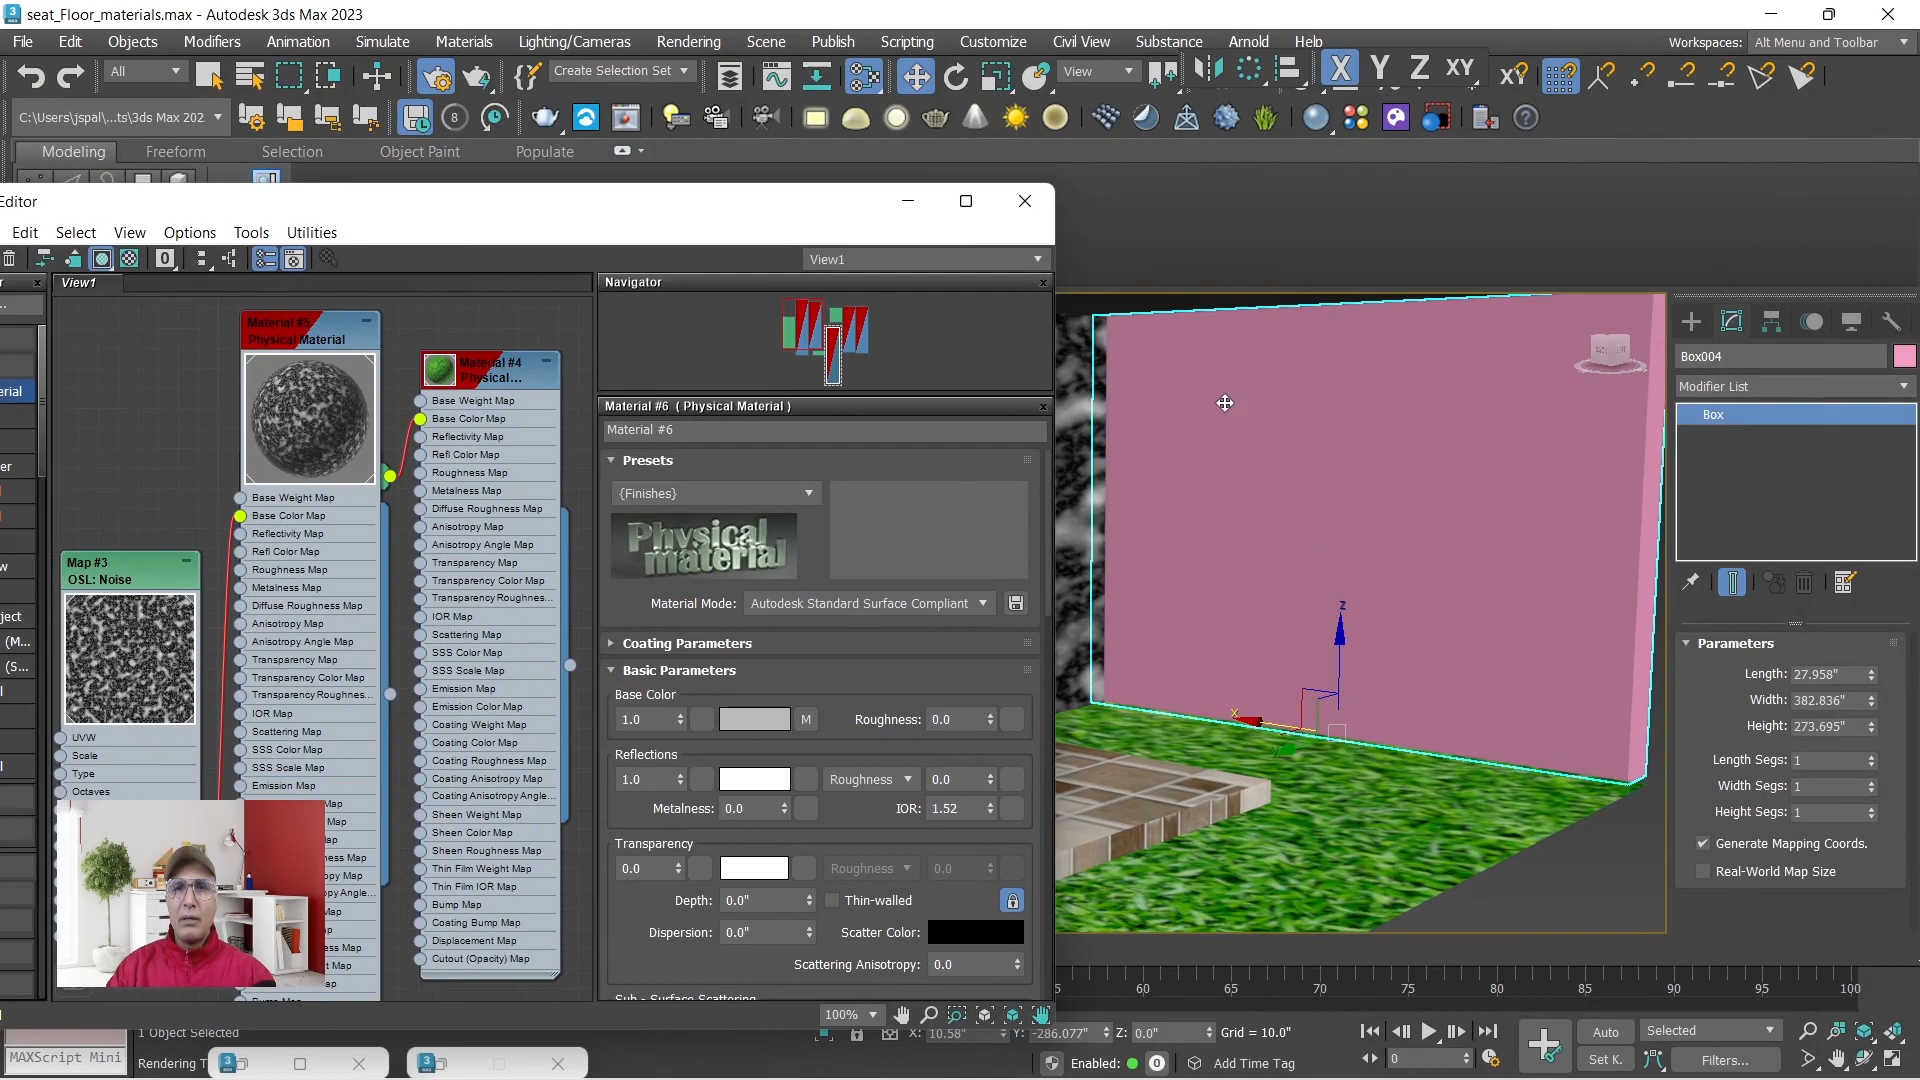 seat_Floor_materials.max - Autodesk 3ds Max 2023
File Edit Objects Modifiers Animation Simulate Materials Lighting/Cameras Rendering Scene Publish Scripting Customize Civil View Substance Arnold Help
Workspaces: Alt Menu and Toolbar
All
Create Selection Set
View
X Y Z XY XY
C:\Users\jspal\...ts\3ds Max 202
8
Modeling Freeform Selection Object Paint Populate
Editor
Edit Select View Options Tools Utilities
0
View1
View1
Navigator
Material #5
Physical Material
Material #4
Physical...
Base Weight Map
Base Color Map
Reflectivity Map
Refl Color Map
Roughness Map
Metalness Map
Diffuse Roughness Map
Anisotropy Map
Anisotropy Angle Map
Transparency Map
Transparency Color Map
Transparency Roughnes...
IOR Map
Scattering Map
SSS Color Map
SSS Scale Map
Emission Map
Emission Color Map
Coating Weight Map
Coating Color Map
Coating Roughness Map
Coating Anisotropy Map
Coating Anisotropy Angle...
Sheen Weight Map
Sheen Color Map
Sheen Roughness Map
Thin Film Weight Map
Thin Film IOR Map
Bump Map
Coating Bump Map
Displacement Map
Cutout (Opacity) Map
Base Weight Map
Base Color Map
Reflectivity Map
Refl Color Map
Roughness Map
Metalness Map
Diffuse Roughness Map
Anisotropy Map
Anisotropy Angle Map
Transparency Map
Transparency Color Map
Transparency Roughnes...
IOR Map
Scattering Map
SSS Color Map
SSS Scale Map
Emission Map
Map #3
OSL: Noise
UVW
Scale
Type
Octaves
Material #6 ( Physical Material )
Material #6
Presets
{Finishes}
Physical
material
Material Mode: Autodesk Standard Surface Compliant
Coating Parameters
Basic Parameters
Base Color
1.0 M Roughness: 0.0
Reflections
1.0 Roughness 0.0
Metalness: 0.0 IOR: 1.52
Transparency
0.0 Roughness 0.0
Depth: 0.0" Thin-walled
Dispersion: 0.0" Scatter Color:
Scattering Anisotropy: 0.0
Sub - Surface Scattering
100%
z
x
Box004
Modifier List
Box
Parameters
Length: 27.958"
Width: 382.836"
Height: 273.695"
Length Segs: 1
Width Segs: 1
Height Segs: 1
Generate Mapping Coords.
Real-World Map Size
60 65 70 75 80 85 90 95 100
1 Object Selected
X: 10.58" Y: -286.077" Z: 0.0" Grid = 10.0"
Auto Selected
MAXScript Mini
Rendering T
Enabled: 0 Add Time Tag
0
Set K. Filters...